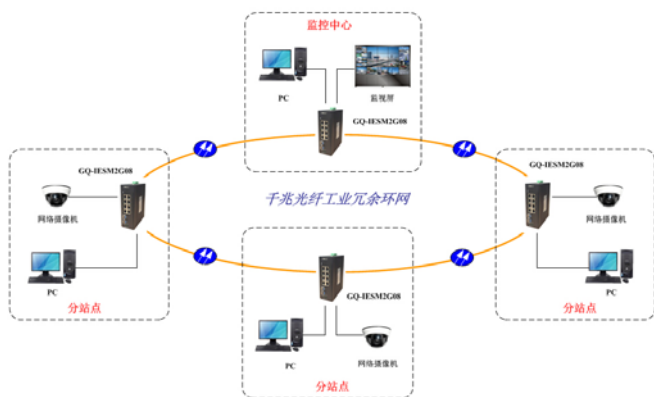 监控中心
PC
监视屏
GQ-IESM2G08
GQ-IESM2G08
网络摄像机
PC
分站点
千兆光纤工业冗余环网
GQ-IESM2G08
网络摄像机
PC
分站点
GQ-IESM2G08
PC
网络摄像机
分站点